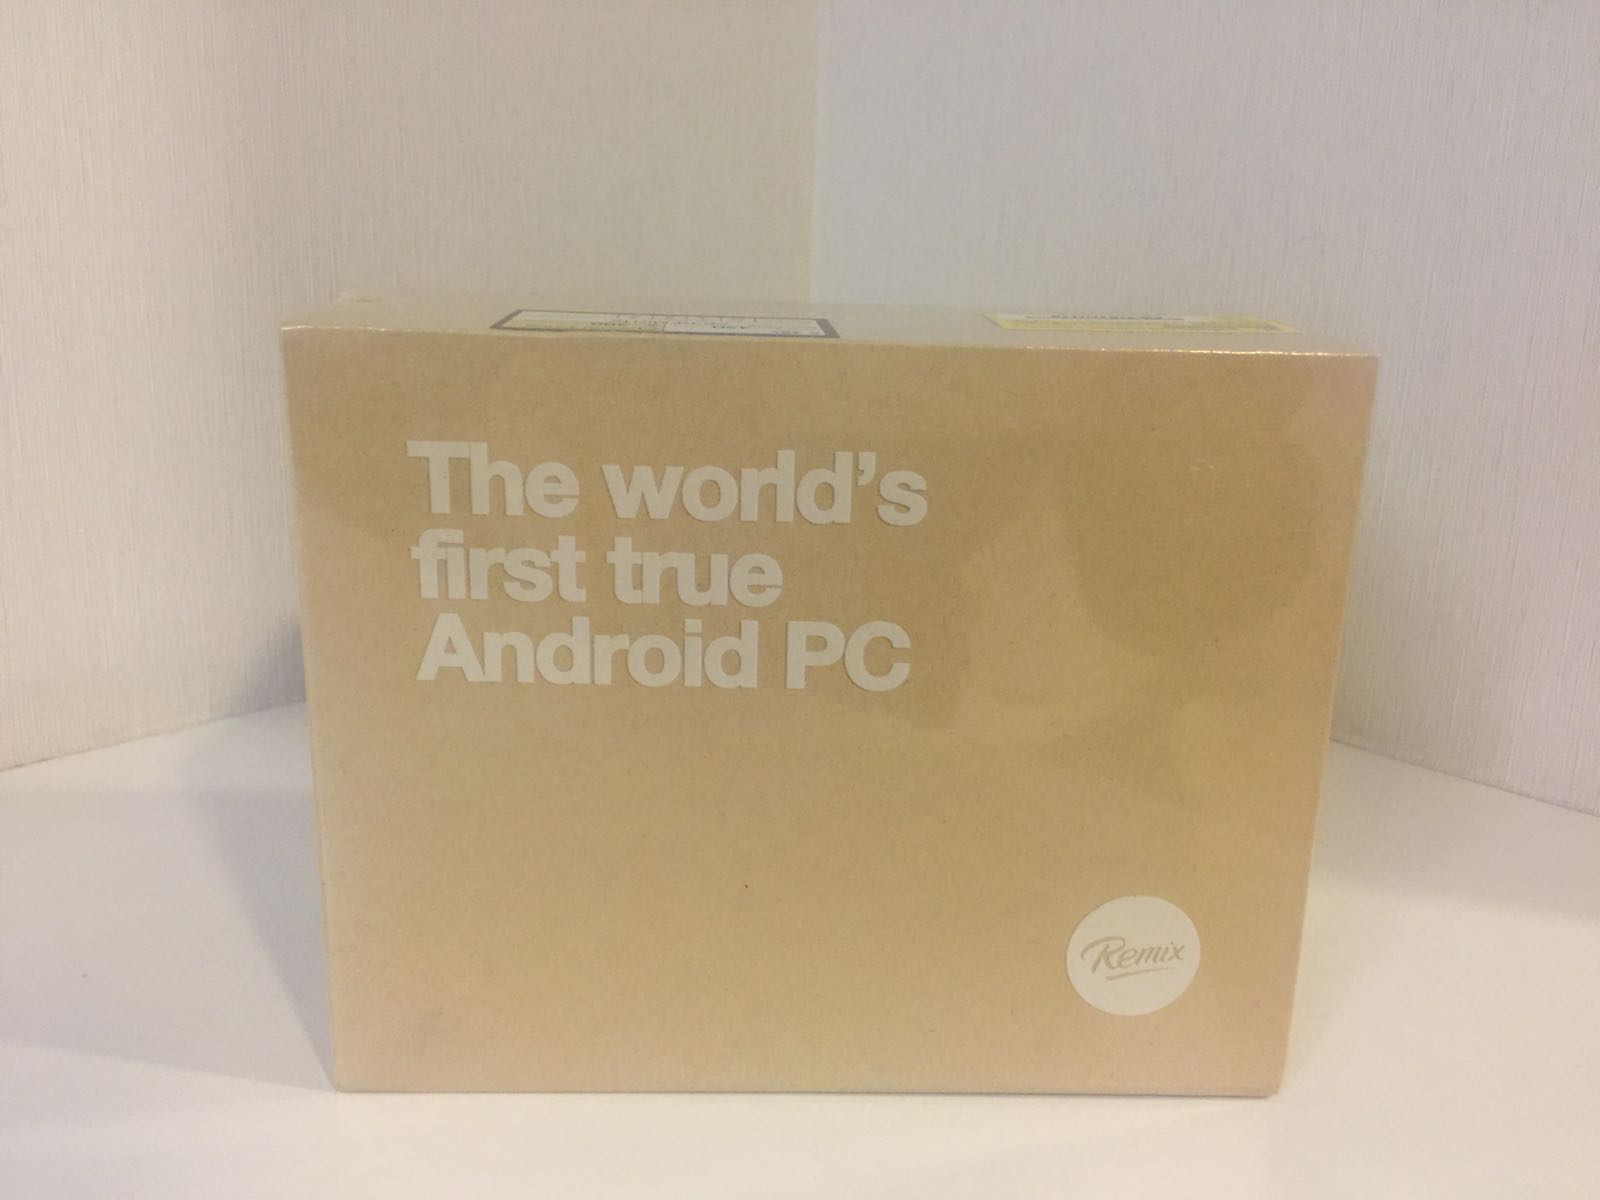 The world's
first true
Android PC
Remix